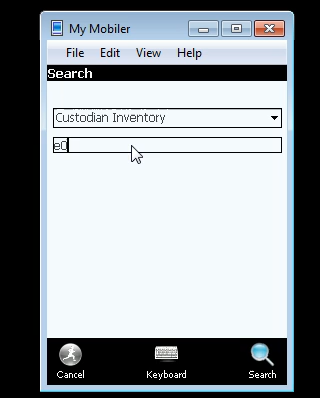 My Mobiler
File Edit View Help
Search
Custodian Inventory
e0
Cancel Keyboard Search